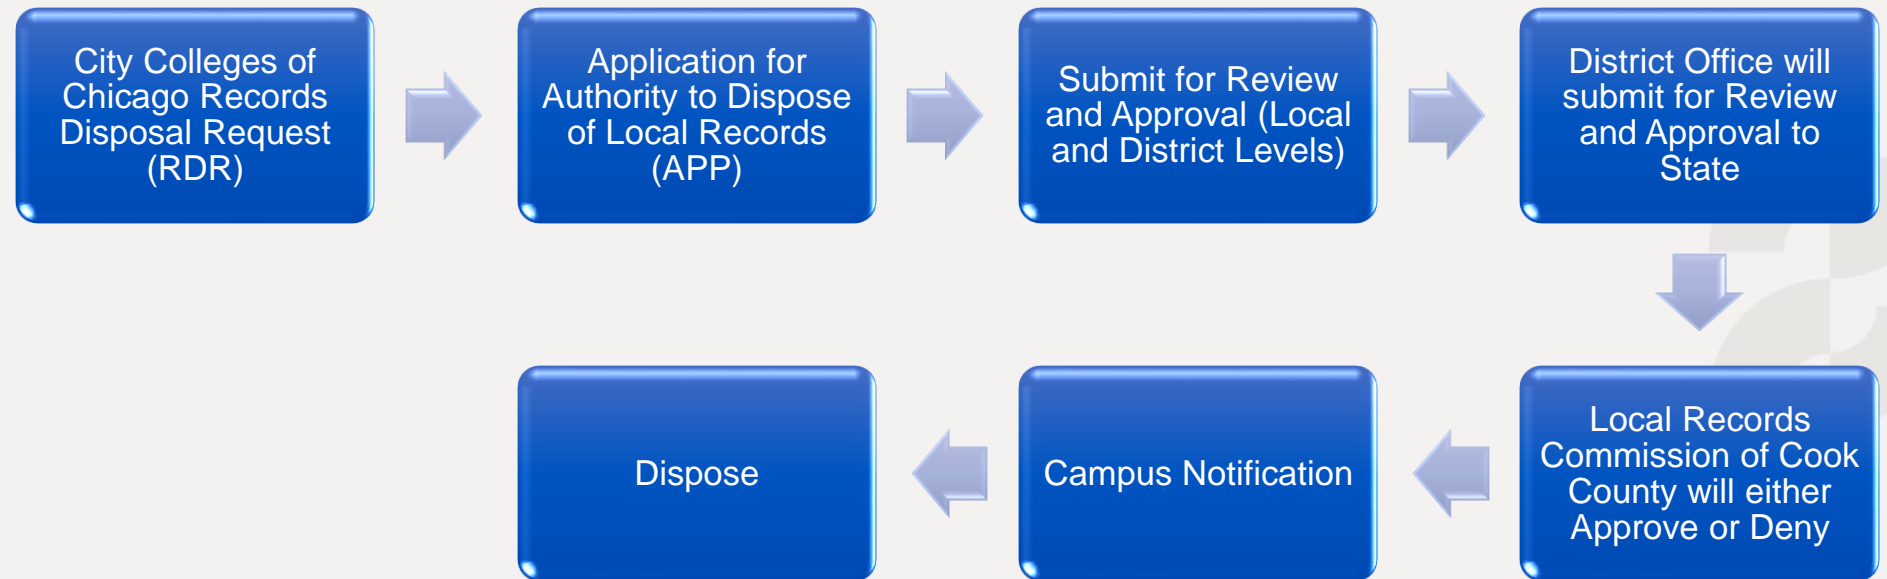 City Colleges of
Chicago Records
Disposal Request
(RDR)
Application for
Authority to Dispose
of Local Records
(APP)
Submit for Review
and Approval (Local
and District Levels)
District Office will
submit for Review
and Approval to
State
Local Records
Commission of Cook
County will either
Approve or Deny
Campus Notification
Dispose